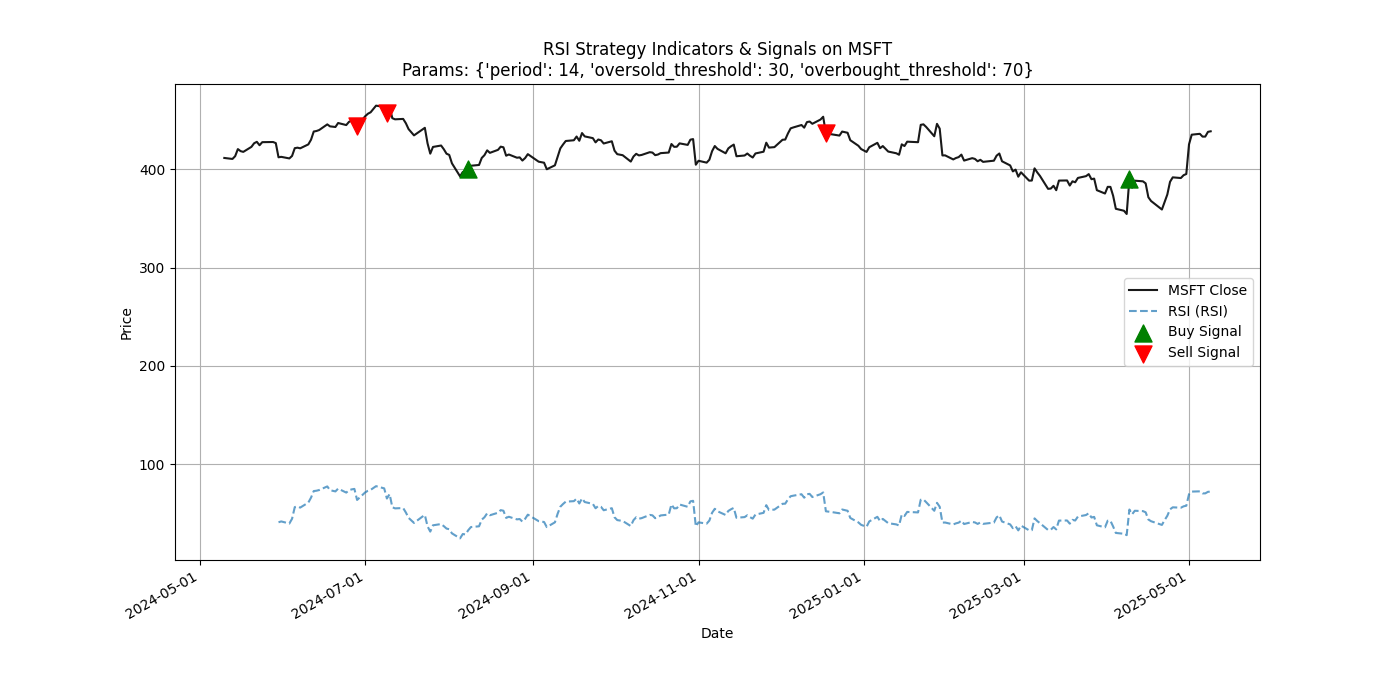 RSI Strategy Indicators & Signals on MSFT
Params: {'period': 14, 'oversold_threshold': 30, 'overbought_threshold': 70}
Price
400
300
200
100
MSFT Close
RSI (RSI)
Buy Signal
Sell Signal
2024-05-01
2024-07-01
2024-09-01
2024-11-01
2025-01-01
2025-03-01
2025-05-01
Date